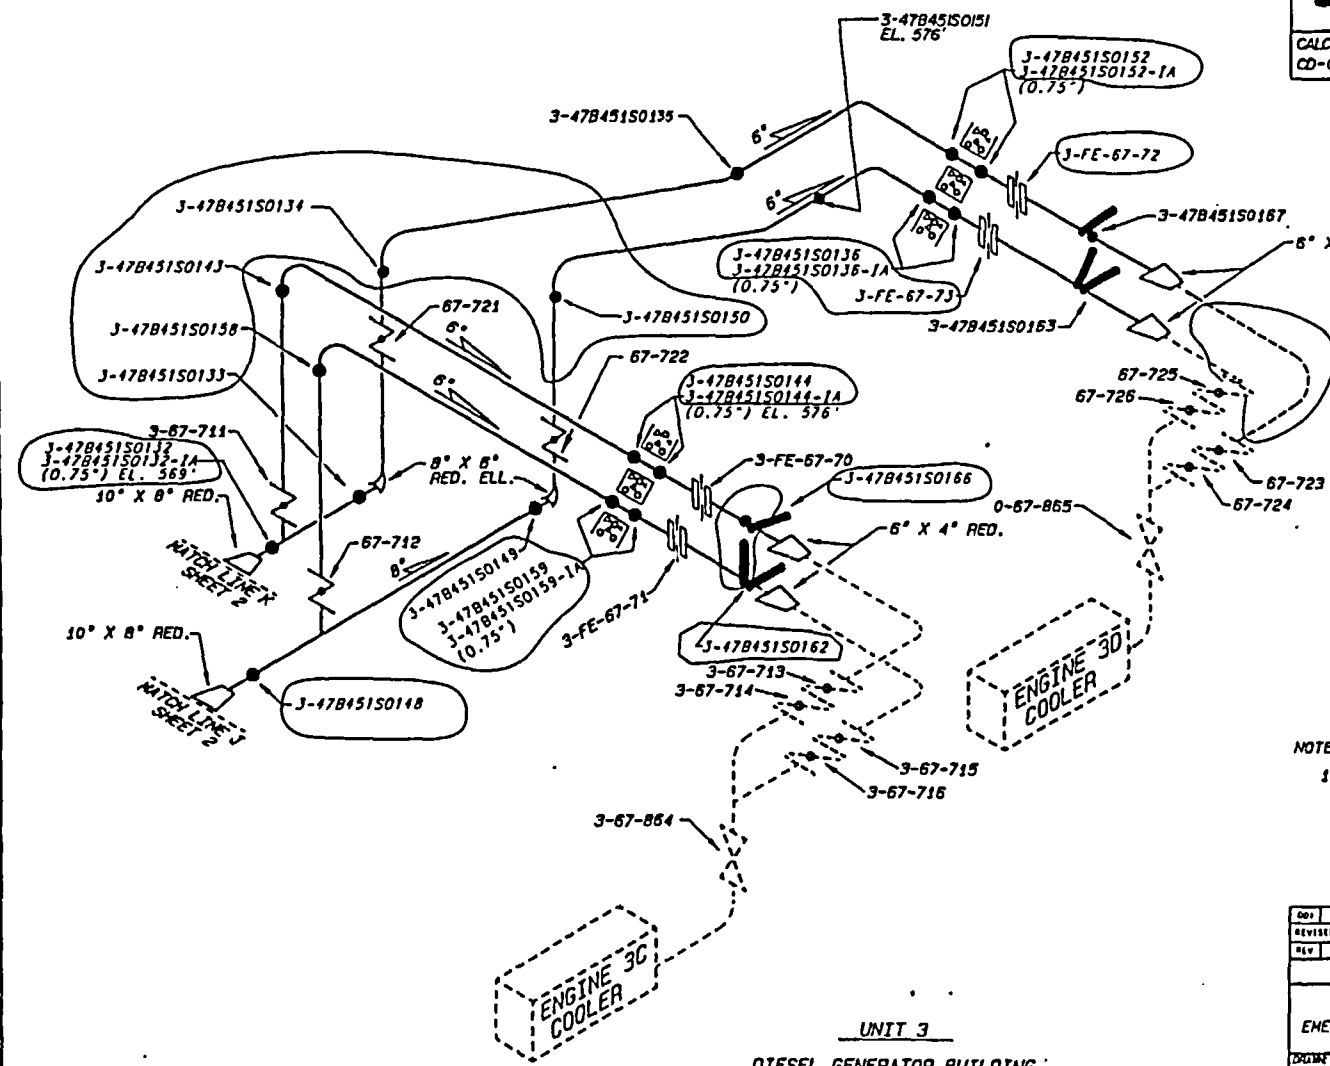 3-47B451S0151
EL. 576'
CALC
CD-
3-47B451S0152
3-47B451S0152-IA
(0.75")
3-47B451S0135
6"
3-FE-67-72
6"
3-47B451S0134
3-47B451S0167
3-47B451S0136
3-47B451S0136-IA
(0.75")
6" X
3-47B451S0143
3-FE-67-73
67-721
3-47B451S0150
3-47B451S0163
6"
3-47B451S0158
67-722
3-47B451S0133
6"
3-47B451S0144
3-47B451S0144-IA
(0.75") EL. 576'
67-725
67-726
3-67-711
3-47B451S0132
3-47B451S0132-IA
(0.75") EL. 569'
8" X 6"
RED. ELL.
3-FE-67-70
3-47B451S0166
67-723
67-724
10" X 8" RED.
0-67-865
6" X 4" RED.
67-712
MATCH LINE K
SHEET 2
8"
3-47B451S0149
3-47B451S0159
3-47B451S0159-IA
(0.75")
3-FE-67-71
10" X 8" RED.
3-47B451S0162
3-67-713
3-67-714
ENGINE 3D
COOLER
MATCH LINE J
SHEET 2
3-47B451S0148
3-67-715
3-67-716
NOTE
1
3-67-864
ENGINE 3C
COOLER
REVISE
REV
UNIT 3
EME
DIESEL GENERATOR BUILDING